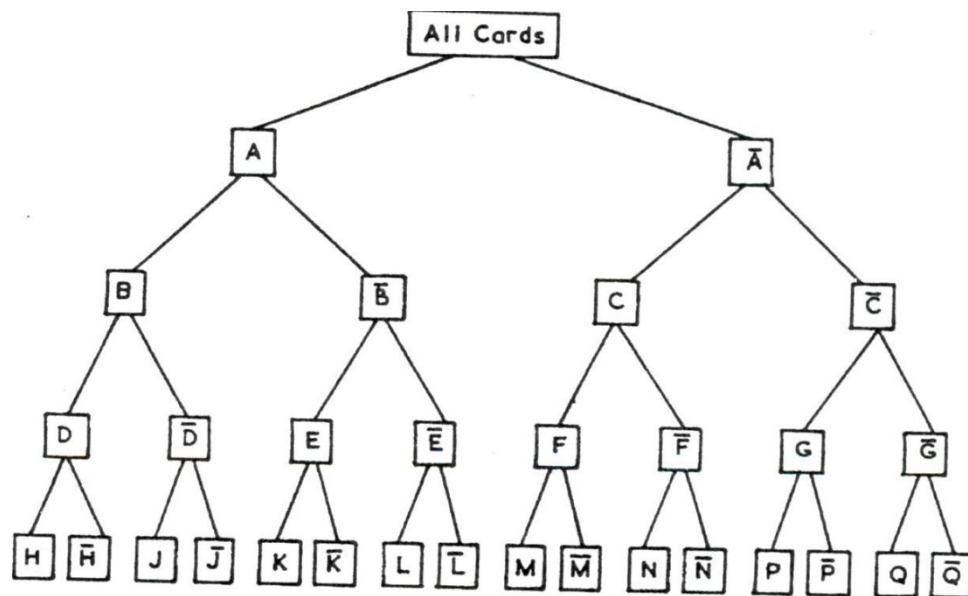 All Cards
A Ā
B B̄ C C̄
D D̄ E Ē F F̄ G Ḡ
H H̄ J J̄ K K̄ L L̄ M M̄ N N̄ P P̄ Q Q̄